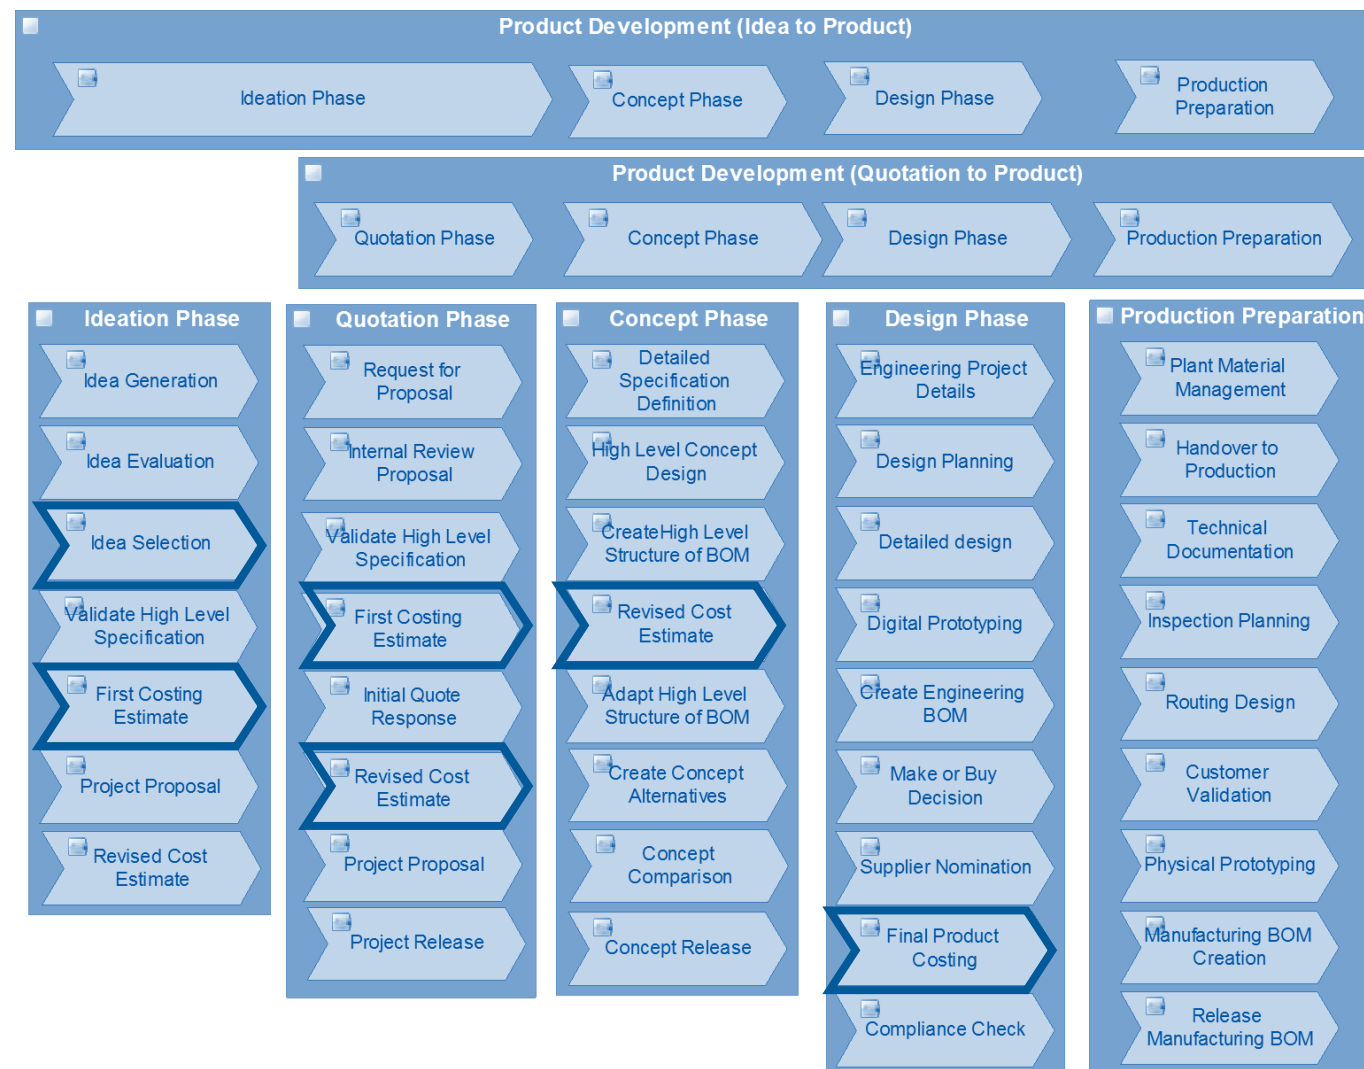 Product Development (Idea to Product)
Ideation Phase
Concept Phase
Design Phase
Production
Preparation
Product Development (Quotation to Product)
Quotation Phase
Concept Phase
Design Phase
Production Preparation
Ideation Phase
Idea Generation
Idea Evaluation
Idea Selection
Validate High Level
Specification
First Costing
Estimate
Project Proposal
Revised Cost
Estimate
Quotation Phase
Request for
Proposal
Internal Review
Proposal
Validate High Level
Specification
First Costing
Estimate
Initial Quote
Response
Revised Cost
Estimate
Project Proposal
Project Release
Concept Phase
Detailed
Specification
Definition
High Level Concept
Design
CreateHigh Level
Structure of BOM
Revised Cost
Estimate
Adapt High Level
Structure of BOM
Create Concept
Alternatives
Concept
Comparison
Concept Release
Design Phase
Engineering Project
Details
Design Planning
Detailed design
Digital Prototyping
Create Engineering
BOM
Make or Buy
Decision
Supplier Nomination
Final Product
Costing
Compliance Check
Production Preparation
Plant Material
Management
Handover to
Production
Technical
Documentation
Inspection Planning
Routing Design
Customer
Validation
Physical Prototyping
Manufacturing BOM
Creation
Release
Manufacturing BOM